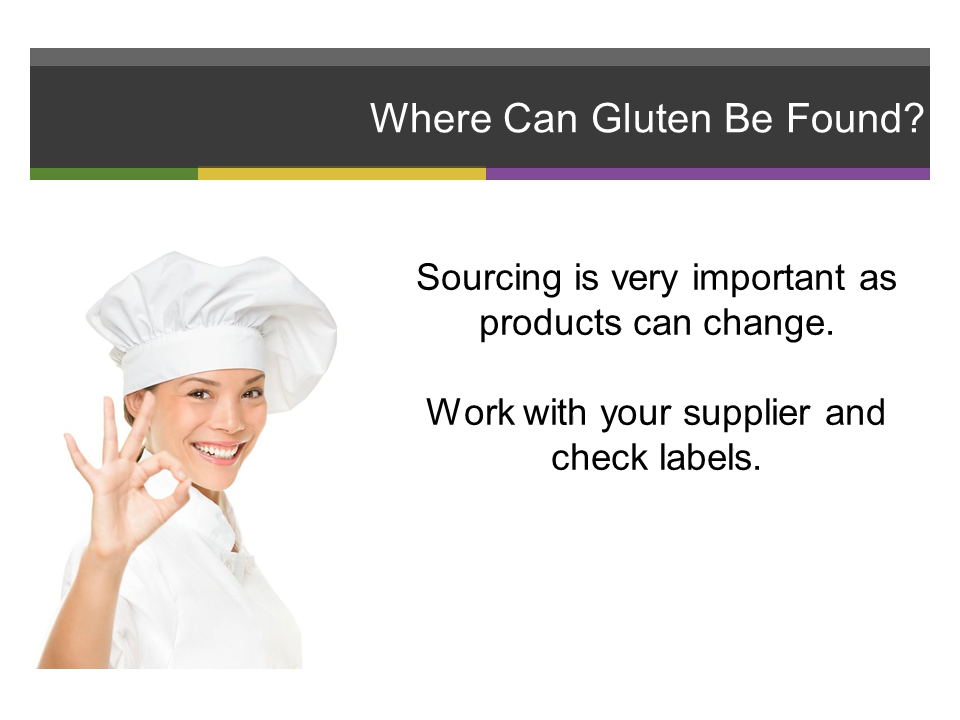 Where Can Gluten Be Found?
Sourcing is very important as
products can change.
Work with your supplier and
check labels.